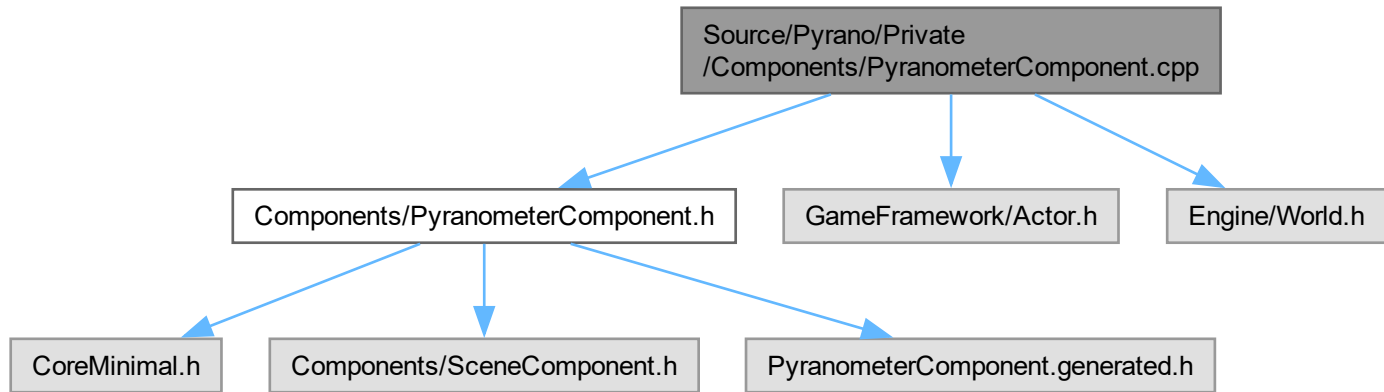 Source/Pyrano/Private
/Components/PyranometerComponent.cpp
Components/PyranometerComponent.h
GameFramework/Actor.h
Engine/World.h
CoreMinimal.h
Components/SceneComponent.h
PyranometerComponent.generated.h